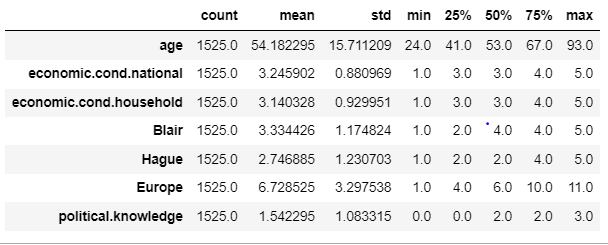 count mean std min 25% 50% 75% max
age 1525.0 54.182295 15.711209 24.0 41.0 53.0 67.0 93.0
economic.cond.national 1525.0 3.245902 0.880969 1.0 3.0 3.0 4.0 5.0
economic.cond.household 1525.0 3.140328 0.929951 1.0 3.0 3.0 4.0 5.0
Blair 1525.0 3.334426 1.174824 1.0 2.0 4.0 4.0 5.0
Hague 1525.0 2.746885 1.230703 1.0 2.0 2.0 4.0 5.0
Europe 1525.0 6.728525 3.297538 1.0 4.0 6.0 10.0 11.0
political.knowledge 1525.0 1.542295 1.083315 0.0 0.0 2.0 2.0 3.0